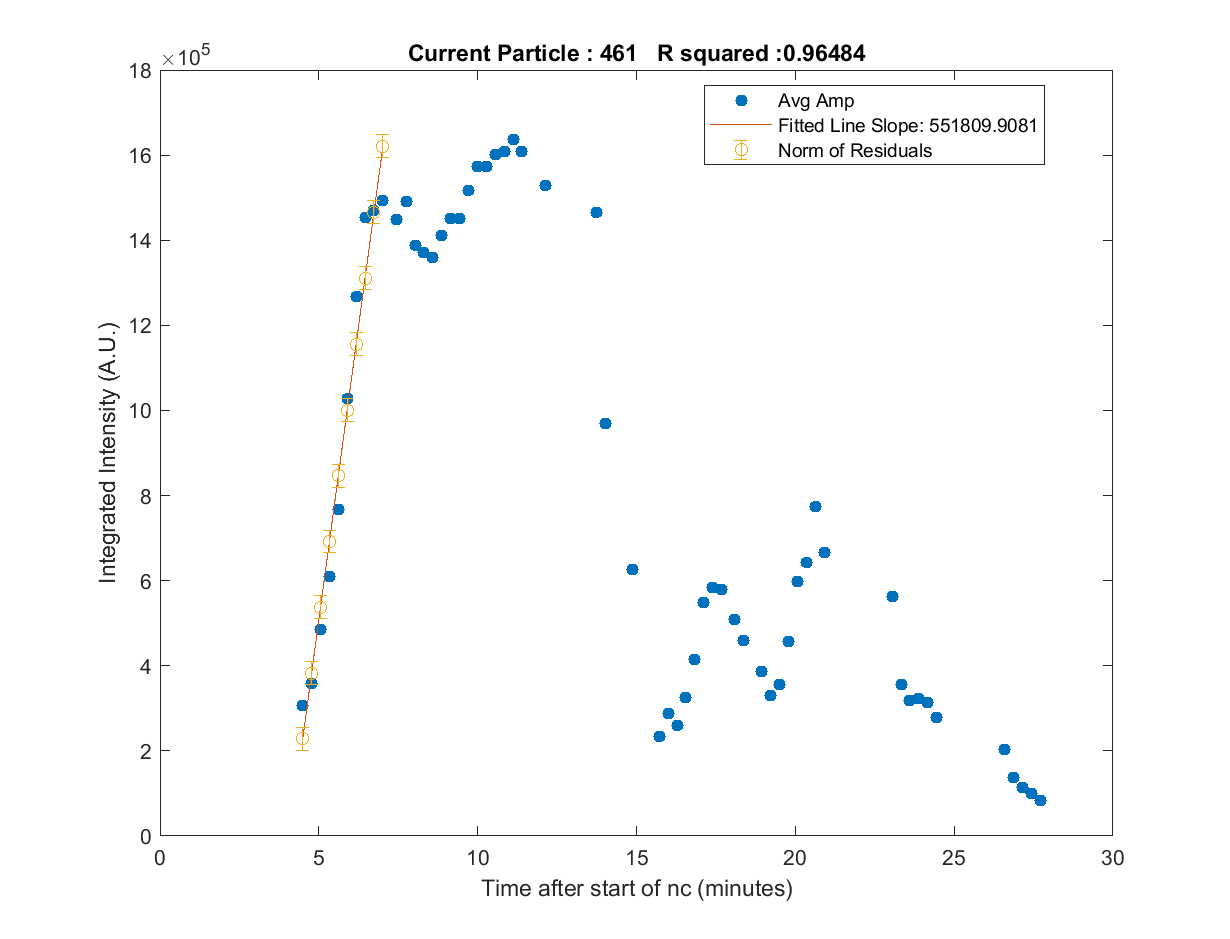 Current Particle : 461 R squared :0.96484
×10^5
18
16
14
12
10
8
6
4
2
0
Integrated Intensity (A.U.)
Avg Amp
Fitted Line Slope: 551809.9081
Norm of Residuals
0 5 10 15 20 25 30
Time after start of nc (minutes)